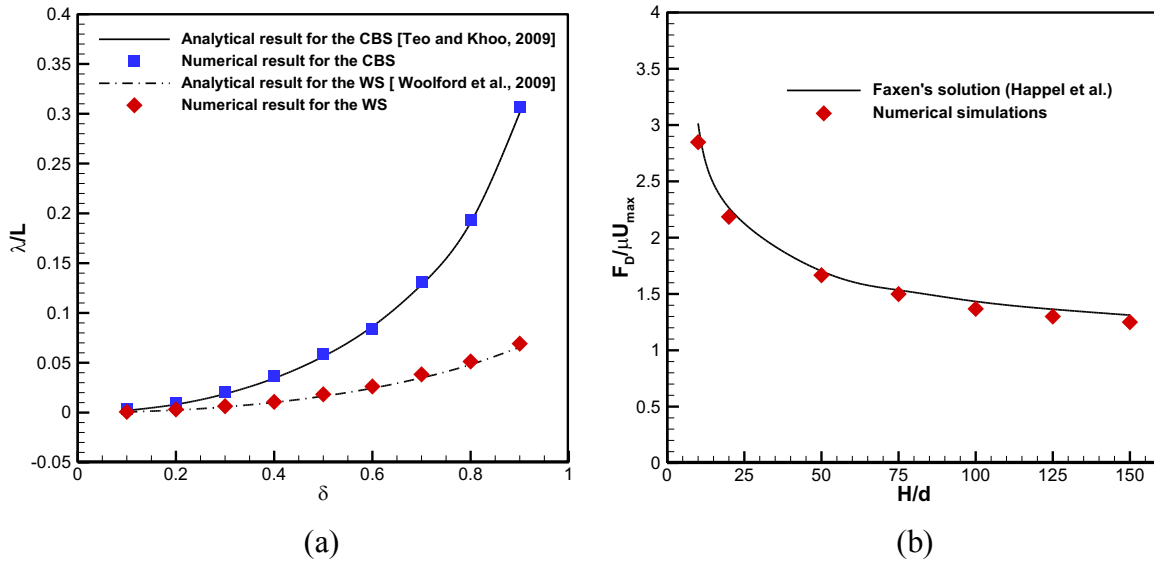 0.4
0.35
0.3
0.25
0.2
0.15
0.1
0.05
0
-0.05
λ/L
Analytical result for the CBS [Teo and Khoo, 2009]
Numerical result for the CBS
Analytical result for the WS [ Woolford et al., 2009]
Numerical result for the WS
0
0.2
0.4
0.6
0.8
1
δ
(a)
4
3.5
3
2.5
2
1.5
1
0.5
0
F_D/μU_max
Faxen's solution (Happel et al.)
Numerical simulations
0
25
50
75
100
125
150
H/d
(b)